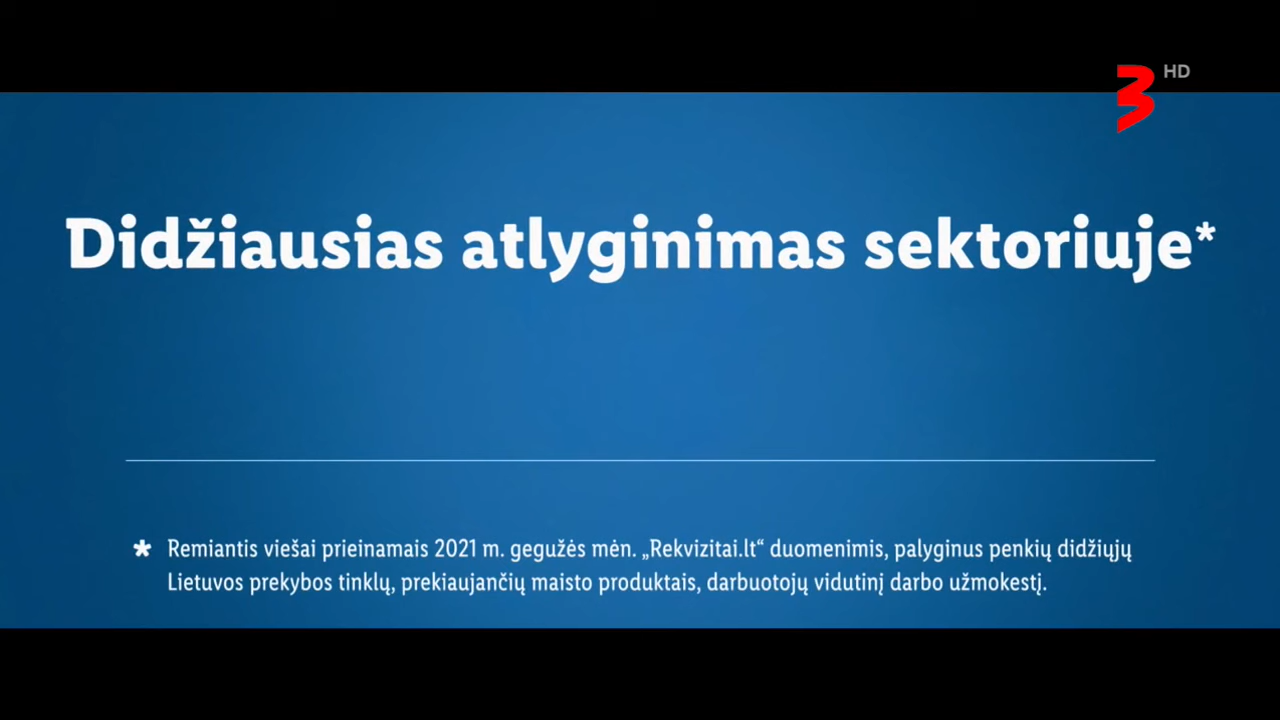 3 HD
Didžiausias atlyginimas sektoriuje*
* Remiantis viešai prieinamais 2021 m. gegužės mėn. „Rekvizitai.lt“ duomenimis, palyginus penkių didžiųjų
Lietuvos prekybos tinklų, prekiaujančių maisto produktais, darbuotojų vidutinį darbo užmokestį.